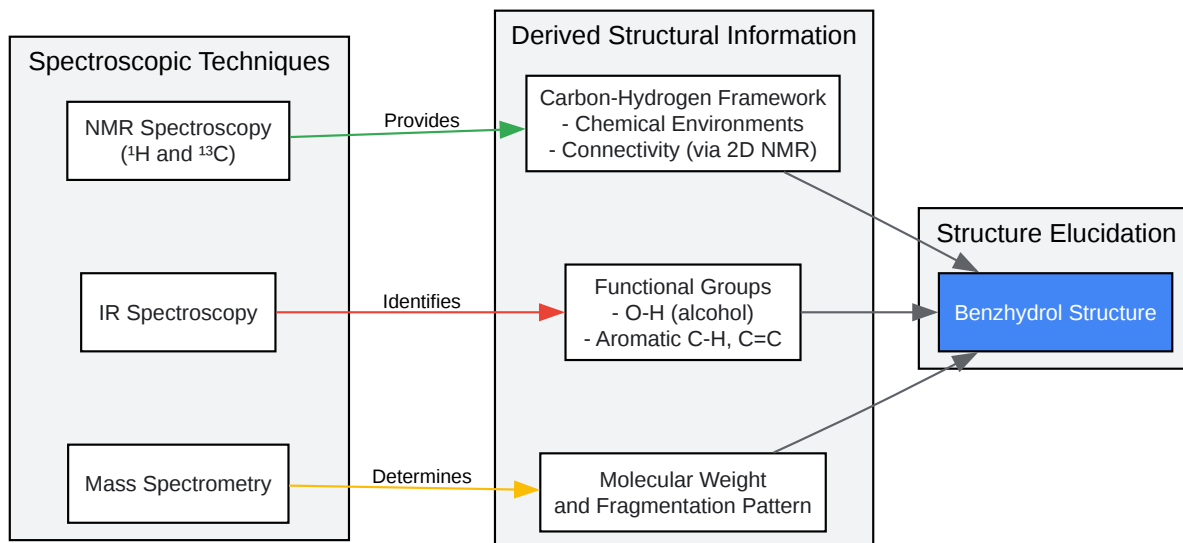 Spectroscopic Techniques
NMR Spectroscopy
(¹H and ¹³C)
IR Spectroscopy
Mass Spectrometry
Provides
Identifies
Determines
Derived Structural Information
Carbon-Hydrogen Framework
- Chemical Environments
- Connectivity (via 2D NMR)
Functional Groups
- O-H (alcohol)
- Aromatic C-H, C=C
Molecular Weight
and Fragmentation Pattern
Structure Elucidation
Benzhydrol Structure